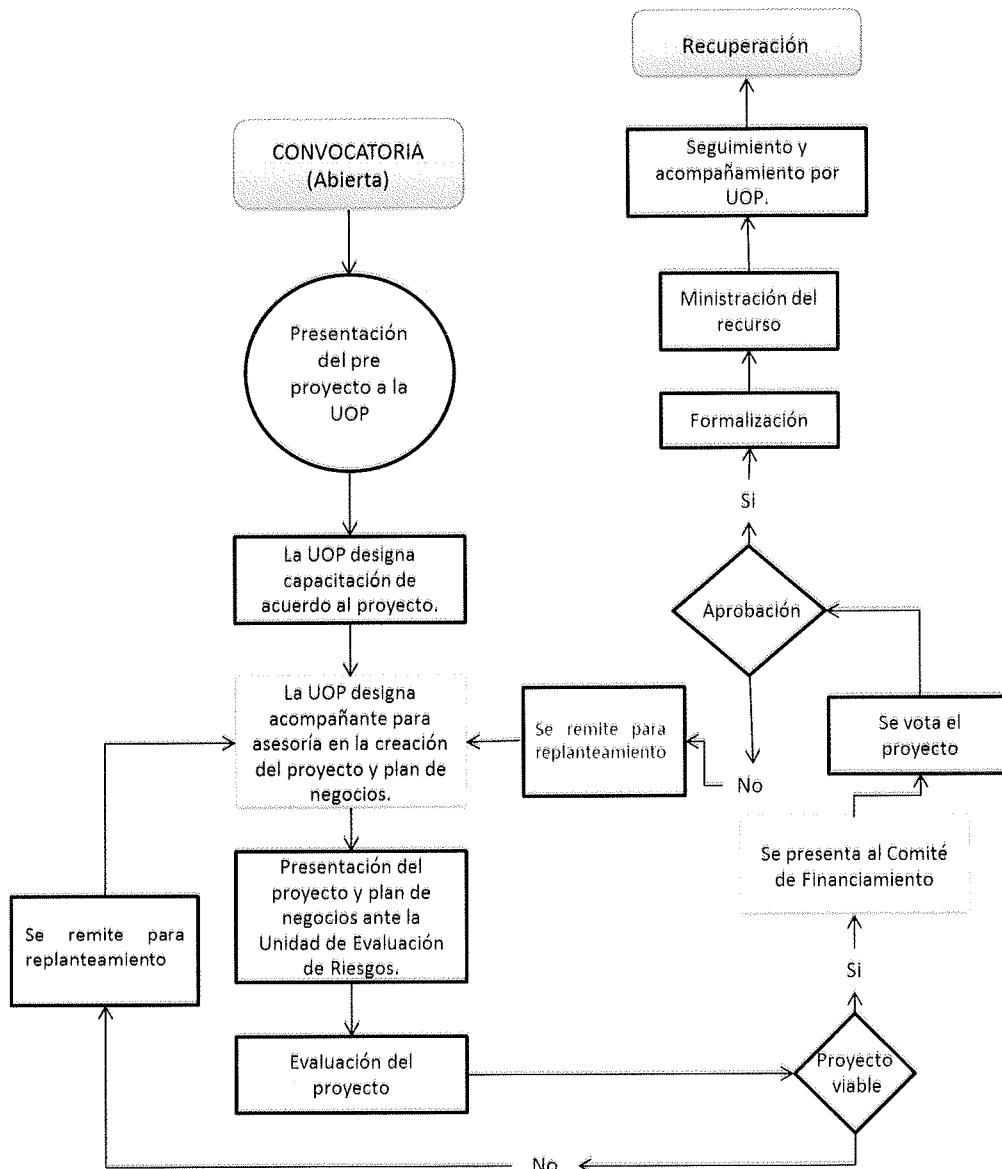 CONVOCATORIA
(Abierta)
Presentación
del pre
proyecto a la
UOP
La UOP designa
capacitación de
acuerdo al proyecto.
La UOP designa
acompañante para
asesoría en la creación
del proyecto y plan de
negocios.
Presentación del
proyecto y plan de
negocios ante la
Unidad de Evaluación
de Riesgos.
Evaluación del
proyecto
Proyecto
viable
No
Se remite para
replanteamiento
Si
Se presenta al Comité
de Financiamiento
Se vota el
proyecto
Aprobación
No
Se remite para
replanteamiento
Si
Formalización
Ministración del
recurso
Seguimiento y
acompañamiento por
UOP.
Recuperación